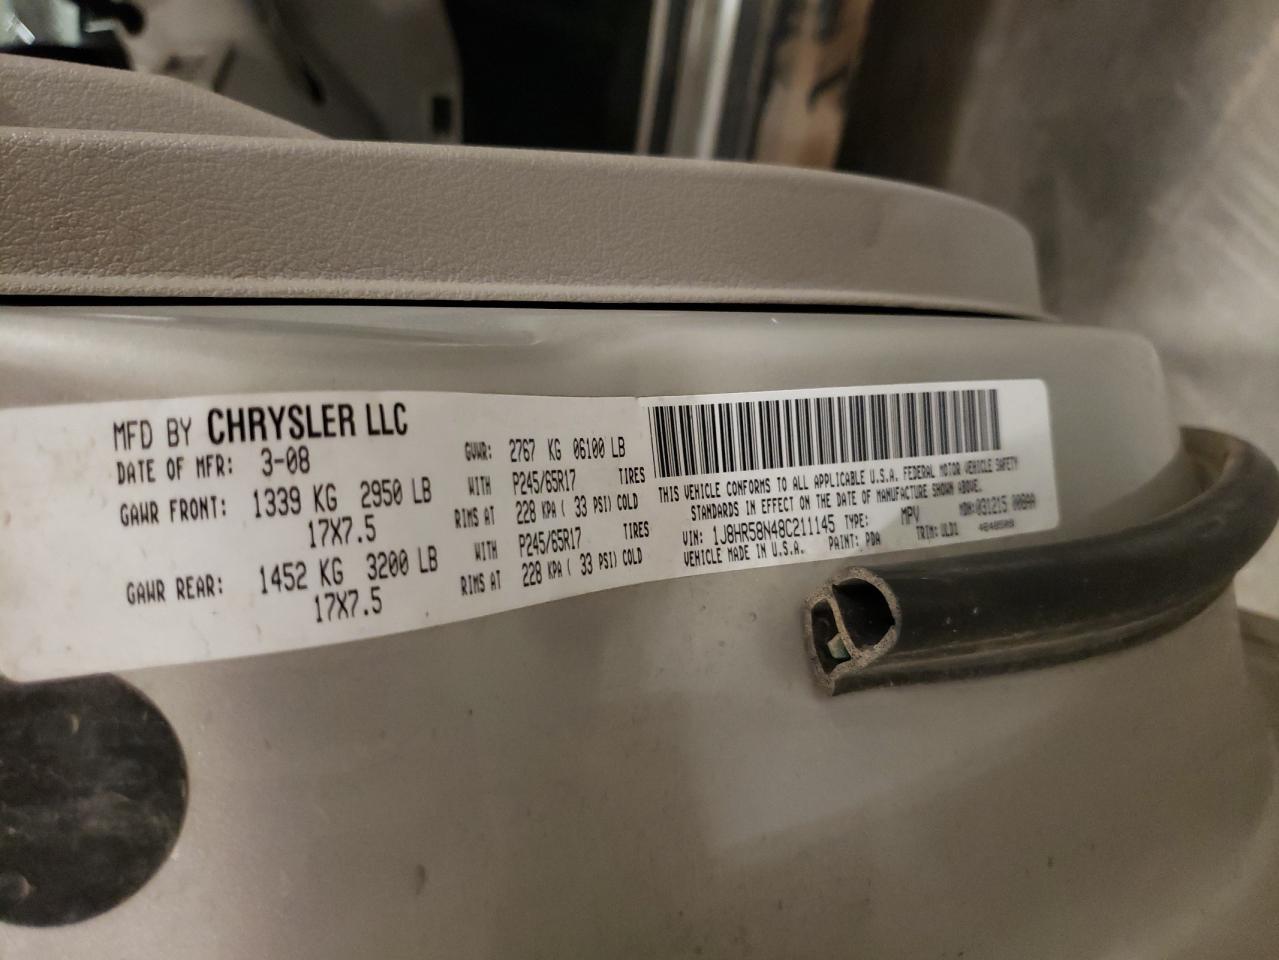 MFD BY CHRYSLER LLC
DATE OF MFR: 3-08
GVWR: 2767 KG 06100 LB
GAWR FRONT: 1339 KG 2950 LB WITH P245/65R17 TIRES
17X7.5 RIMS AT 228 KPA ( 33 PSI) COLD
GAWR REAR: 1452 KG 3200 LB WITH P245/65R17 TIRES
17X7.5 RIMS AT 228 KPA ( 33 PSI) COLD
THIS VEHICLE CONFORMS TO ALL APPLICABLE U.S.A. FEDERAL MOTOR VEHICLE SAFETY
STANDARDS IN EFFECT ON THE DATE OF MANUFACTURE SHOWN ABOVE.
VIN: 1J8HR58N48C211145 TYPE: MPV MDH: 031215
VEHICLE MADE IN U.S.A. PAINT: PDA TRIM: